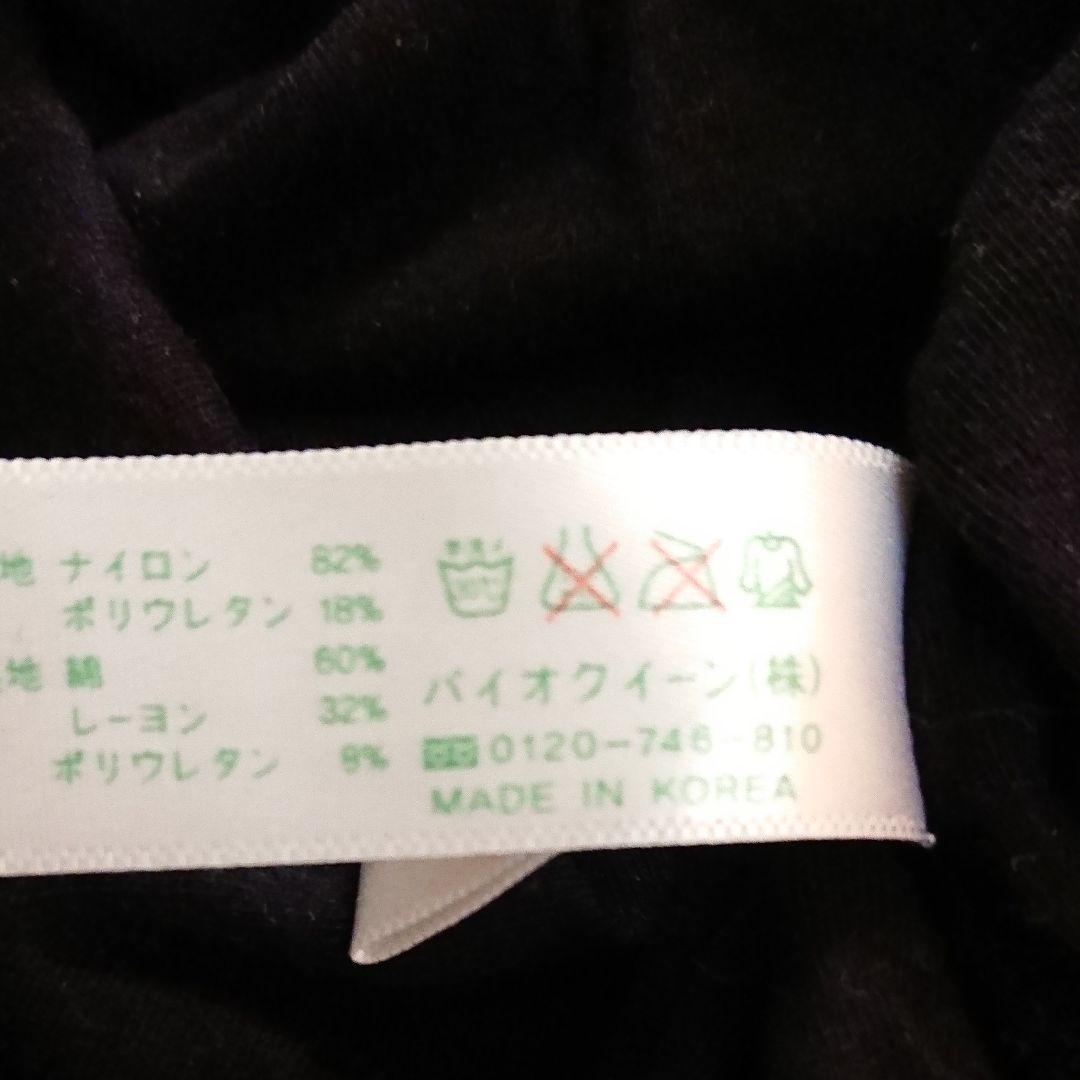 地 ナイロン 82%
ポリウレタン 18%
地 綿 60%
レーヨン 32%
ポリウレタン 8%
バイオクイーン(株)
0120-746-810
MADE IN KOREA